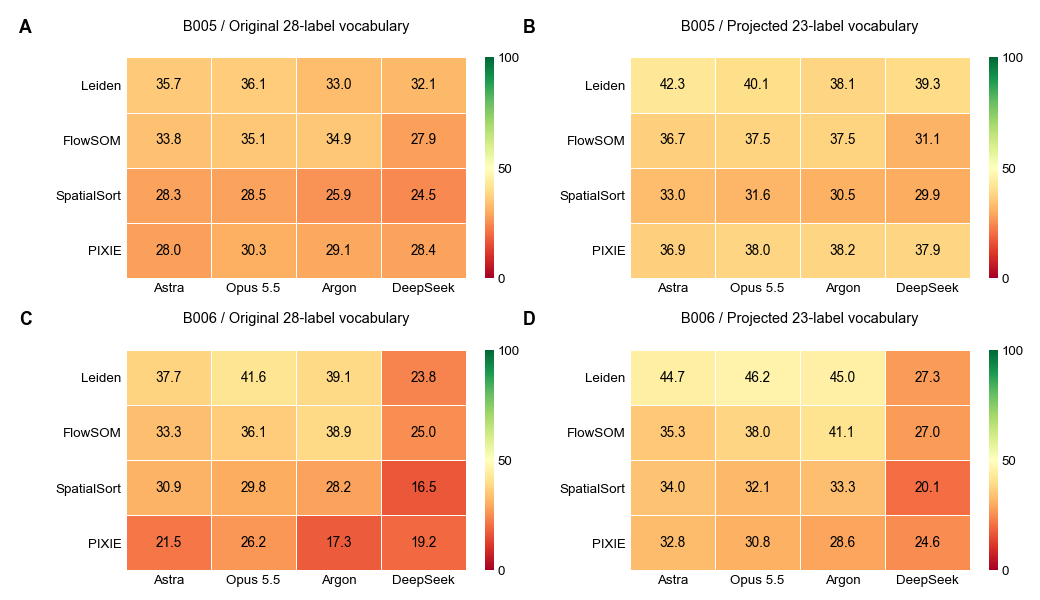 A
B005 / Original 28-label vocabulary
Leiden 35.7 36.1 33.0 32.1
FlowSOM 33.8 35.1 34.9 27.9
SpatialSort 28.3 28.5 25.9 24.5
PIXIE 28.0 30.3 29.1 28.4
Astra Opus 5.5 Argon DeepSeek
100
50
0
B
B005 / Projected 23-label vocabulary
Leiden 42.3 40.1 38.1 39.3
FlowSOM 36.7 37.5 37.5 31.1
SpatialSort 33.0 31.6 30.5 29.9
PIXIE 36.9 38.0 38.2 37.9
Astra Opus 5.5 Argon DeepSeek
100
50
0
C
B006 / Original 28-label vocabulary
Leiden 37.7 41.6 39.1 23.8
FlowSOM 33.3 36.1 38.9 25.0
SpatialSort 30.9 29.8 28.2 16.5
PIXIE 21.5 26.2 17.3 19.2
Astra Opus 5.5 Argon DeepSeek
100
50
0
D
B006 / Projected 23-label vocabulary
Leiden 44.7 46.2 45.0 27.3
FlowSOM 35.3 38.0 41.1 27.0
SpatialSort 34.0 32.1 33.3 20.1
PIXIE 32.8 30.8 28.6 24.6
Astra Opus 5.5 Argon DeepSeek
100
50
0